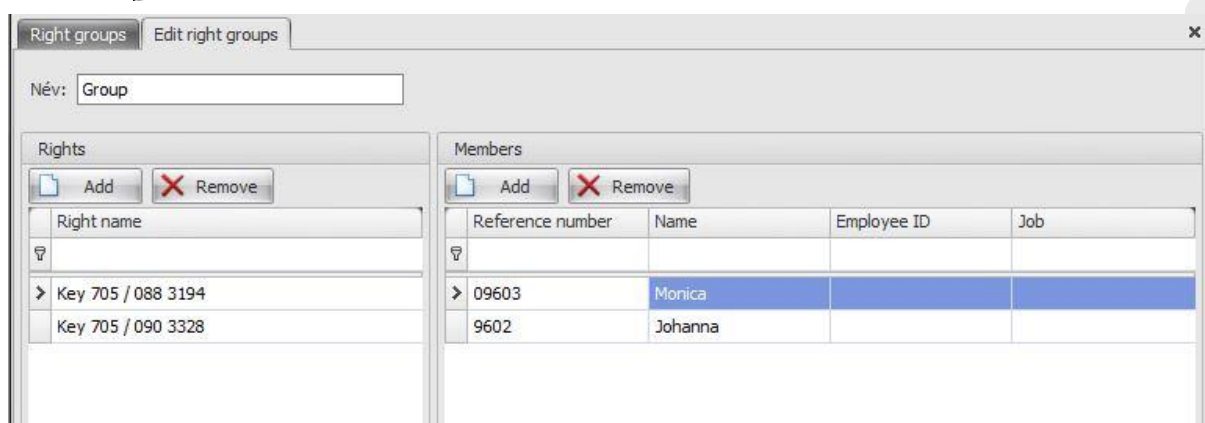 Right groups Edit right groups
Név: Group
Rights
Add Remove
Right name
Key 705 / 088 3194
Key 705 / 090 3328
Members
Add Remove
Reference number Name Employee ID Job
09603 Monica
9602 Johanna